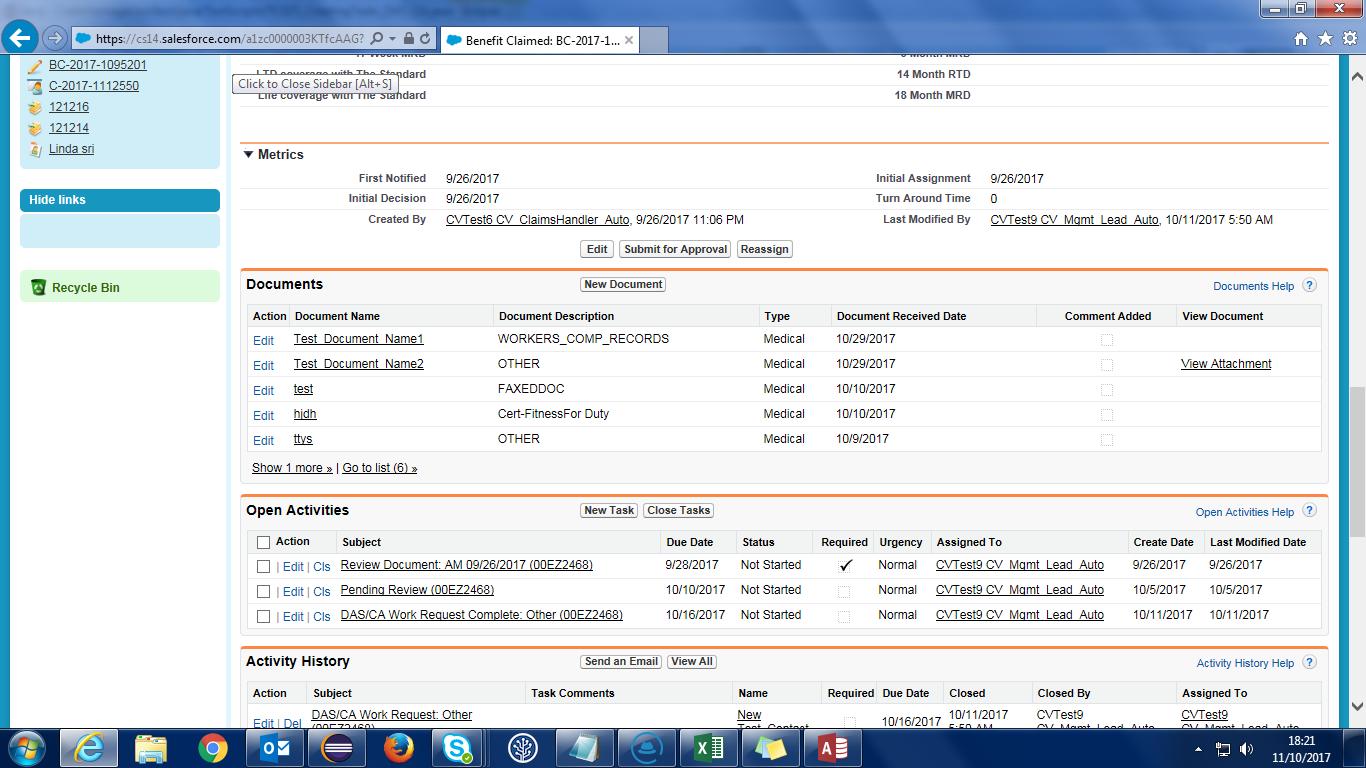 https://cs14.salesforce.com/a1zc0000003KTfcAAG?
Benefit Claimed: BC-2017-1...
BC-2017-1095201
C-2017-1112550
121216
121214
Linda sri
Hide links
Recycle Bin
Click to Close Sidebar [Alt+S]
LTD coverage with The Standard 14 Month RTD
Life coverage with The Standard 18 Month MRD
Metrics
First Notified 9/26/2017 Initial Assignment 9/26/2017
Initial Decision 9/26/2017 Turn Around Time 0
Created By CVTest6 CV_ClaimsHandler_Auto, 9/26/2017 11:06 PM Last Modified By CVTest9 CV_Mgmt_Lead_Auto, 10/11/2017 5:50 AM
Edit Submit for Approval Reassign
Documents New Document Documents Help ?
Action Document Name Document Description Type Document Received Date Comment Added View Document
Edit Test_Document_Name1 WORKERS_COMP_RECORDS Medical 10/29/2017
Edit Test_Document_Name2 OTHER Medical 10/29/2017 View Attachment
Edit test FAXEDDOC Medical 10/10/2017
Edit hjdh Cert-FitnessFor Duty Medical 10/10/2017
Edit ttys OTHER Medical 10/9/2017
Show 1 more » | Go to list (6) »
Open Activities New Task Close Tasks Open Activities Help ?
Action Subject Due Date Status Required Urgency Assigned To Create Date Last Modified Date
| Edit | Cls Review Document: AM 09/26/2017 (00EZ2468) 9/28/2017 Not Started Normal CVTest9 CV_Mgmt_Lead_Auto 9/26/2017 9/26/2017
| Edit | Cls Pending Review (00EZ2468) 10/10/2017 Not Started Normal CVTest9 CV_Mgmt_Lead_Auto 10/5/2017 10/5/2017
| Edit | Cls DAS/CA Work Request Complete: Other (00EZ2468) 10/16/2017 Not Started Normal CVTest9 CV_Mgmt_Lead_Auto 10/11/2017 10/11/2017
Activity History Send an Email View All Activity History Help ?
Action Subject Task Comments Name Required Due Date Closed Closed By Assigned To
Edit | Del DAS/CA Work Request: Other New 10/16/2017 10/11/2017 CVTest9 CVTest9
(00EZ2468) Test_Contact 5:50 AM CV_Mgmt_Lead_Auto CV_Mgmt_Lead_Auto
18:21
11/10/2017